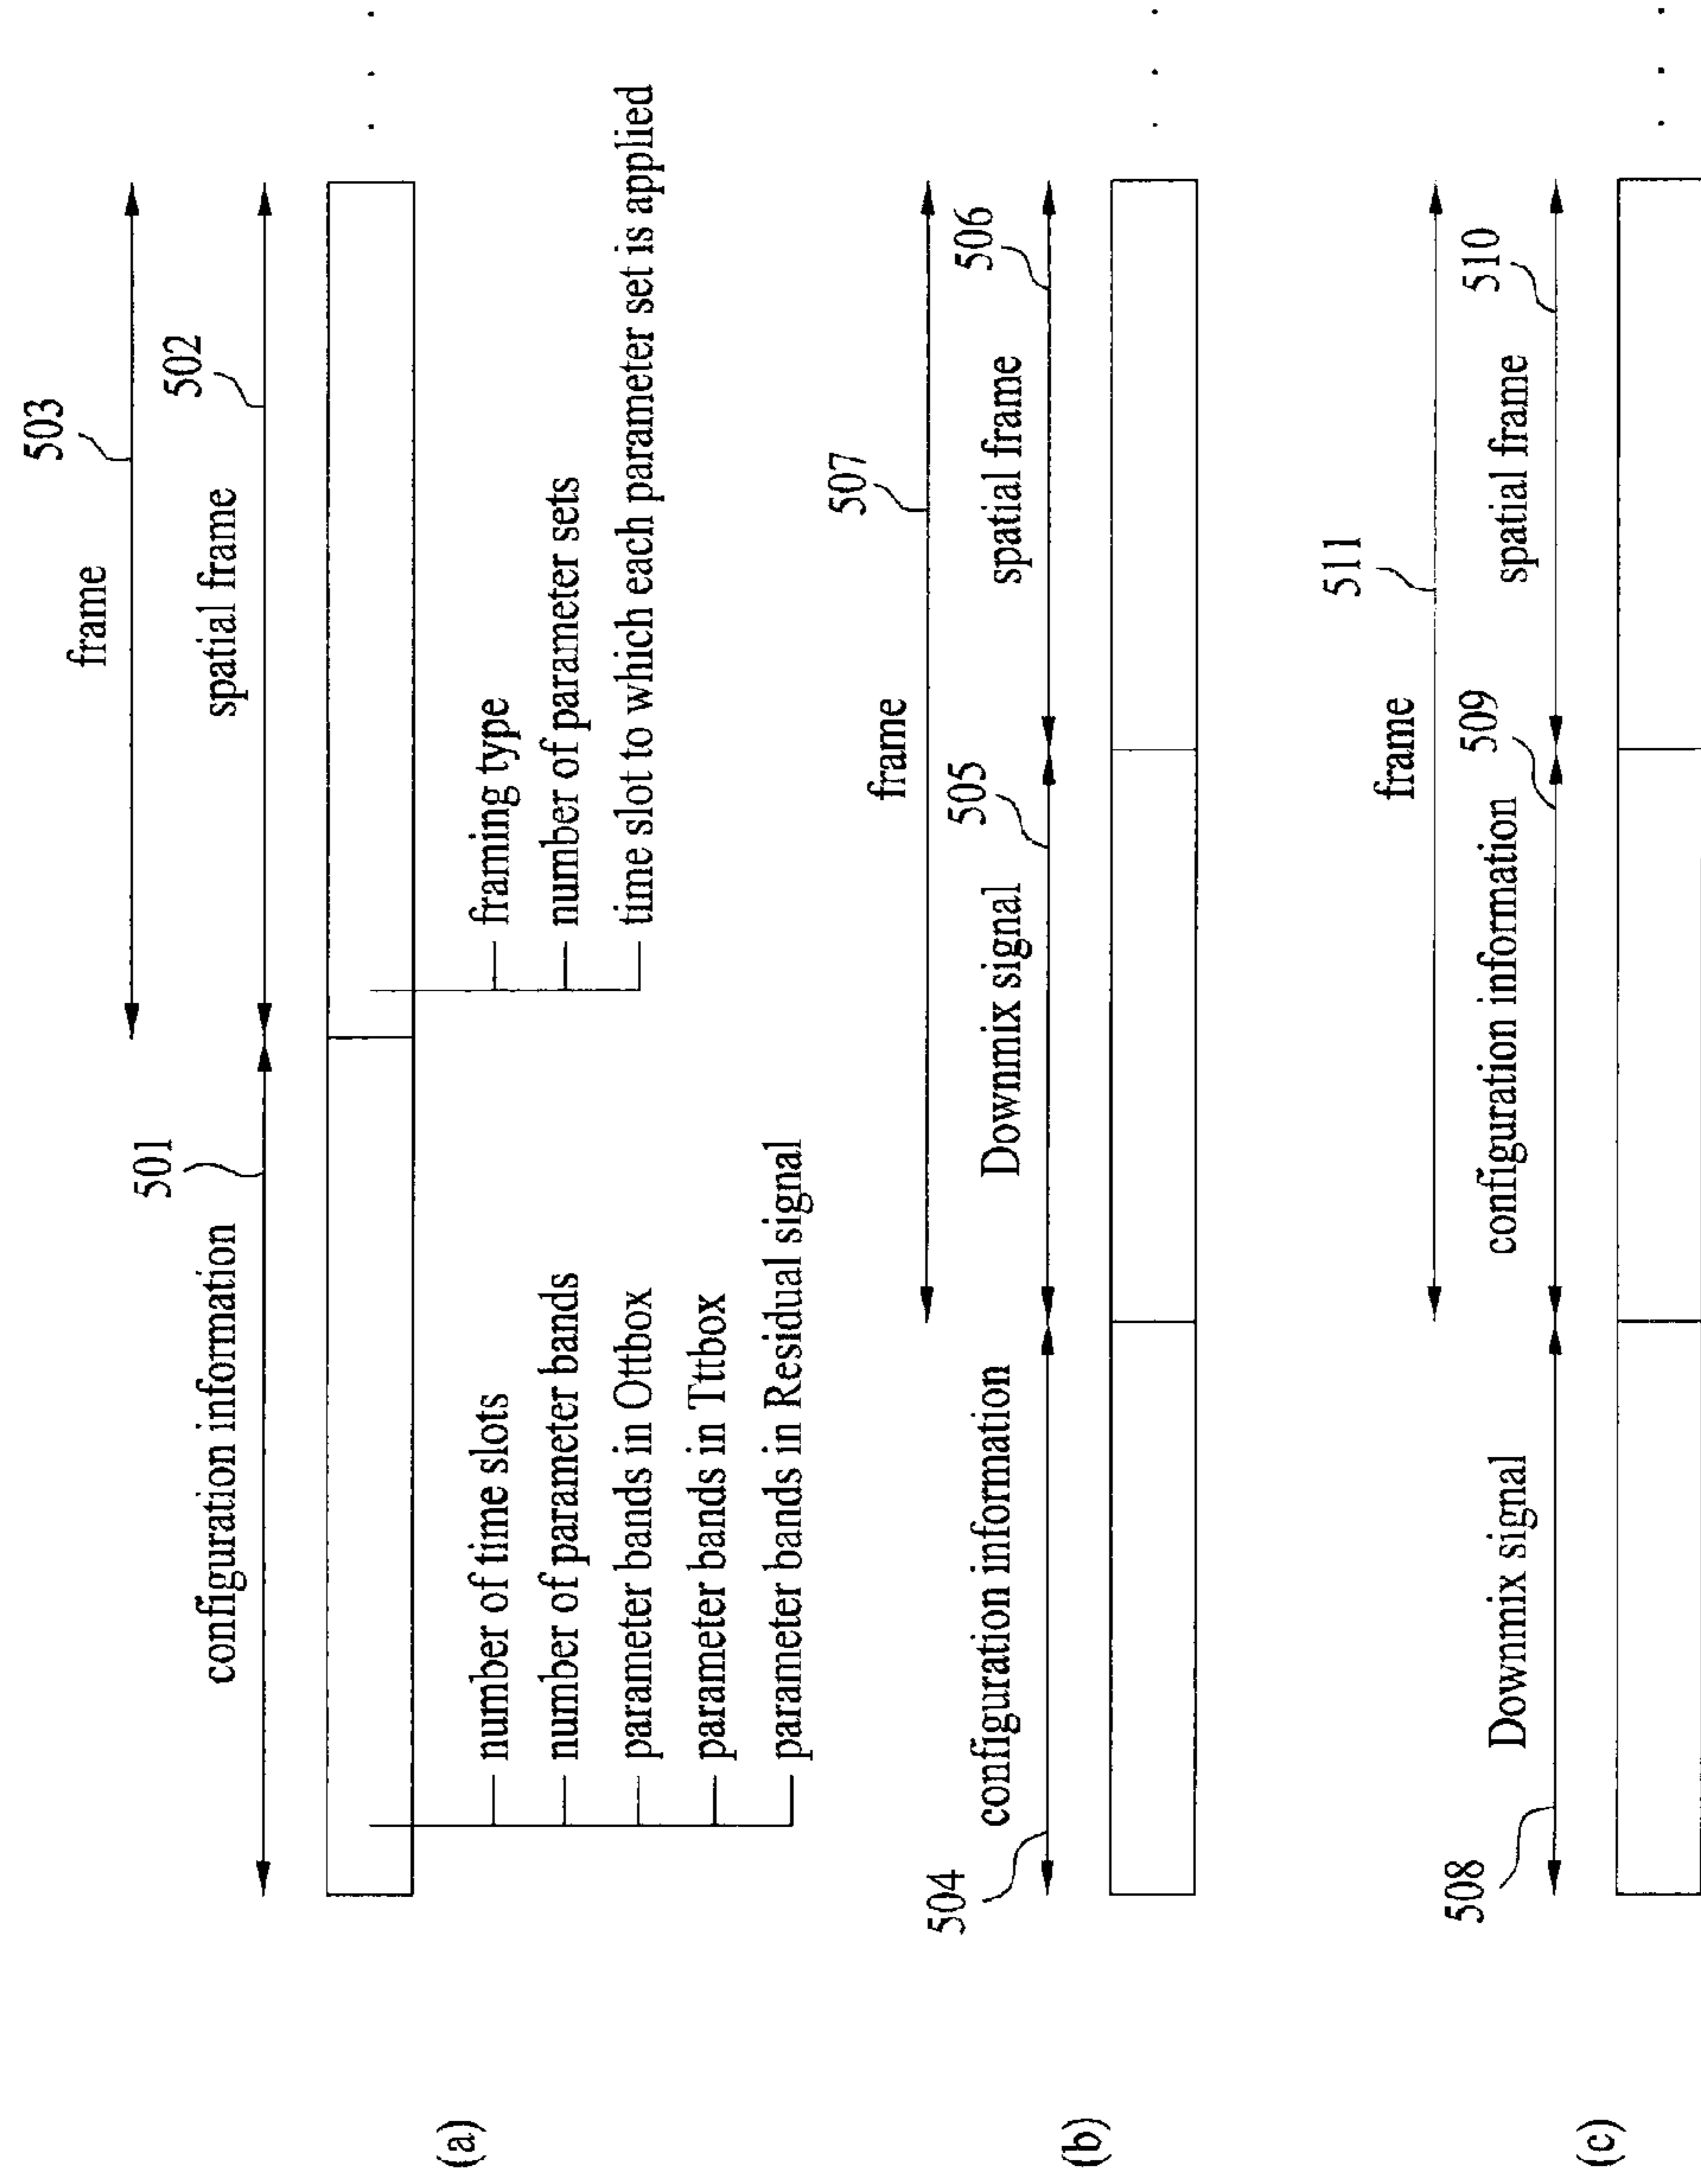 503
frame
502
501
configuration information
spatial frame
number of time slots
number of parameter bands
parameter bands in Ottbox
parameter bands in Tttbox
parameter bands in Residual signal
framing type
number of parameter sets
time slot to which each parameter set is applied
. . .
(a)
507
frame
504
configuration information
505
Downmix signal
506
spatial frame
. . .
(b)
511
frame
508
Downmix signal
509
configuration information
510
spatial frame
. . .
(c)